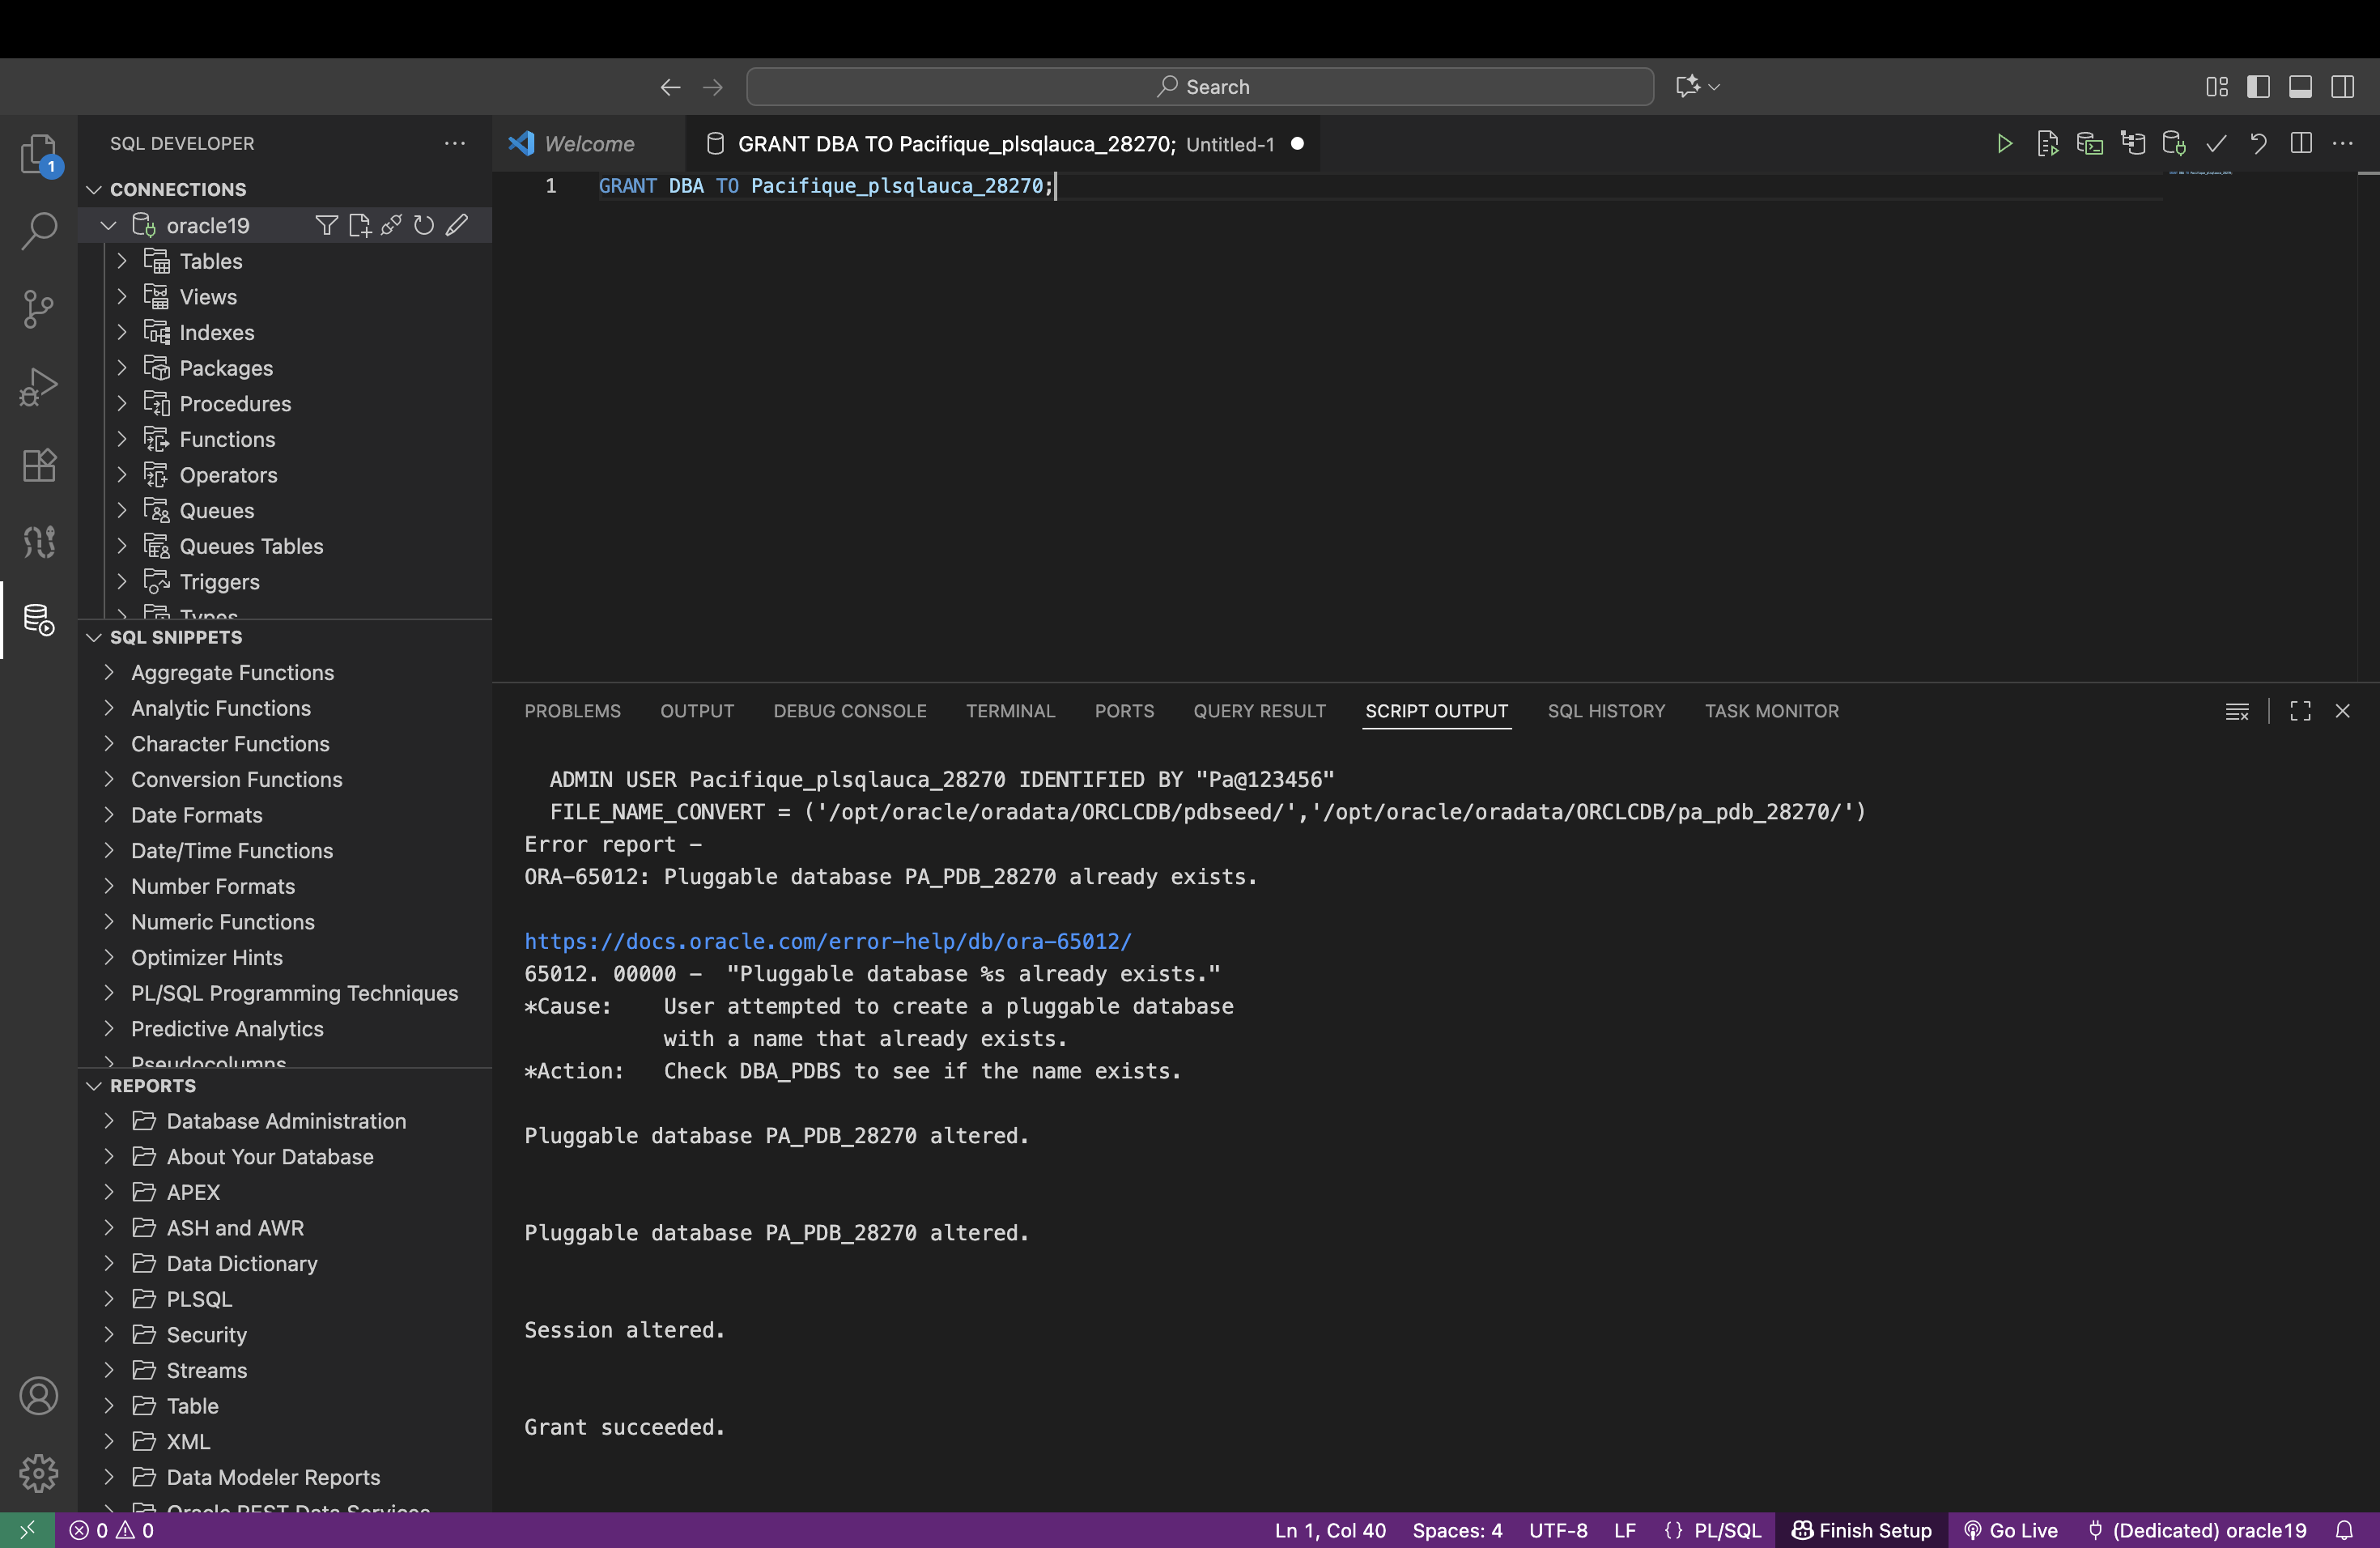 Search
SQL DEVELOPER
Welcome
GRANT DBA TO Pacifique_plsqlauca_28270; Untitled-1
1
CONNECTIONS
oracle19
Tables
Views
Indexes
Packages
Procedures
Functions
Operators
Queues
Queues Tables
Triggers
Types
SQL SNIPPETS
Aggregate Functions
Analytic Functions
Character Functions
Conversion Functions
Date Formats
Date/Time Functions
Number Formats
Numeric Functions
Optimizer Hints
PL/SQL Programming Techniques
Predictive Analytics
Pseudocolumns
REPORTS
Database Administration
About Your Database
APEX
ASH and AWR
Data Dictionary
PLSQL
Security
Streams
Table
XML
Data Modeler Reports
Oracle REST Data Services
1 GRANT DBA TO Pacifique_plsqlauca_28270;
PROBLEMS OUTPUT DEBUG CONSOLE TERMINAL PORTS QUERY RESULT SCRIPT OUTPUT SQL HISTORY TASK MONITOR
ADMIN USER Pacifique_plsqlauca_28270 IDENTIFIED BY "Pa@123456"
FILE_NAME_CONVERT = ('/opt/oracle/oradata/ORCLCDB/pdbseed/','/opt/oracle/oradata/ORCLCDB/pa_pdb_28270/')
Error report -
ORA-65012: Pluggable database PA_PDB_28270 already exists.
https://docs.oracle.com/error-help/db/ora-65012/
65012. 00000 -  "Pluggable database %s already exists."
*Cause:    User attempted to create a pluggable database
with a name that already exists.
*Action:   Check DBA_PDBS to see if the name exists.
Pluggable database PA_PDB_28270 altered.
Pluggable database PA_PDB_28270 altered.
Session altered.
Grant succeeded.
0 0 Ln 1, Col 40 Spaces: 4 UTF-8 LF {} PL/SQL Finish Setup Go Live (Dedicated) oracle19